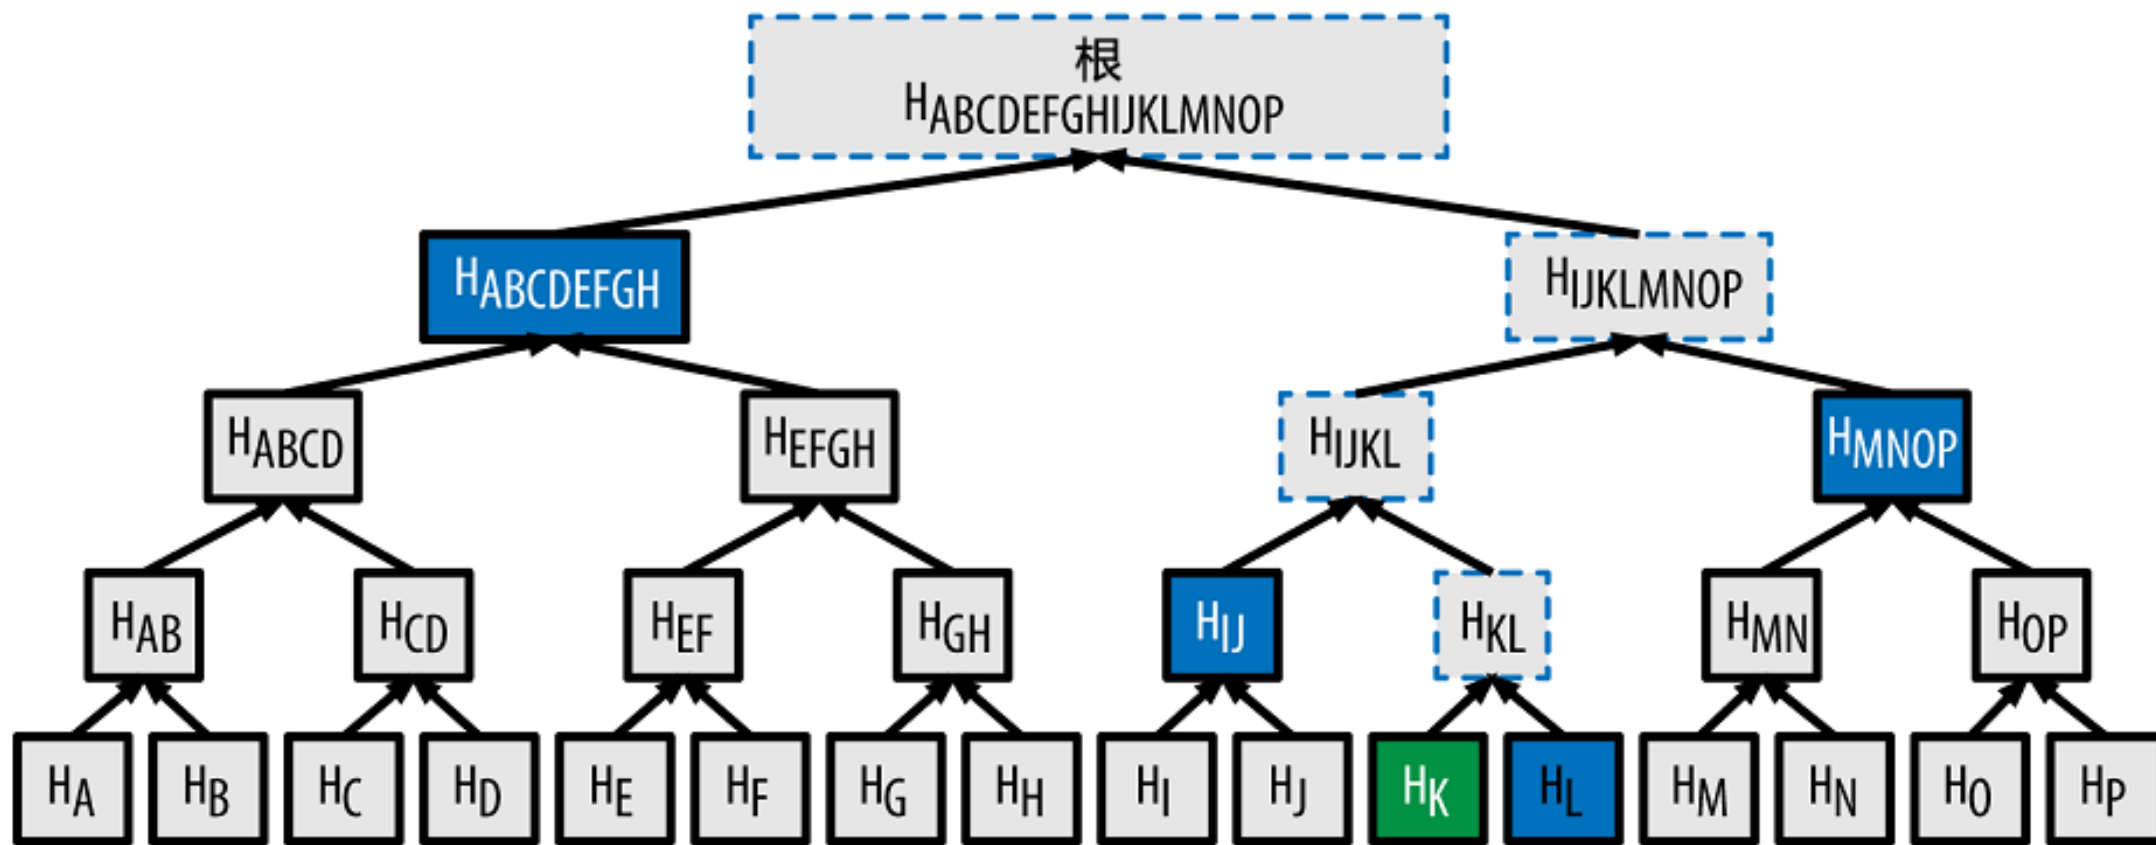 根
HABCDEFGHIJKLMNOP
HABCDEFGH HIJKLMNOP
HABCD HEFGH HIJKL HMNOP
HAB HCD HEF HGH HIJ HKL HMN HOP
HA HB HC HD HE HF HG HH HI HJ HK HL HM HN HO HP